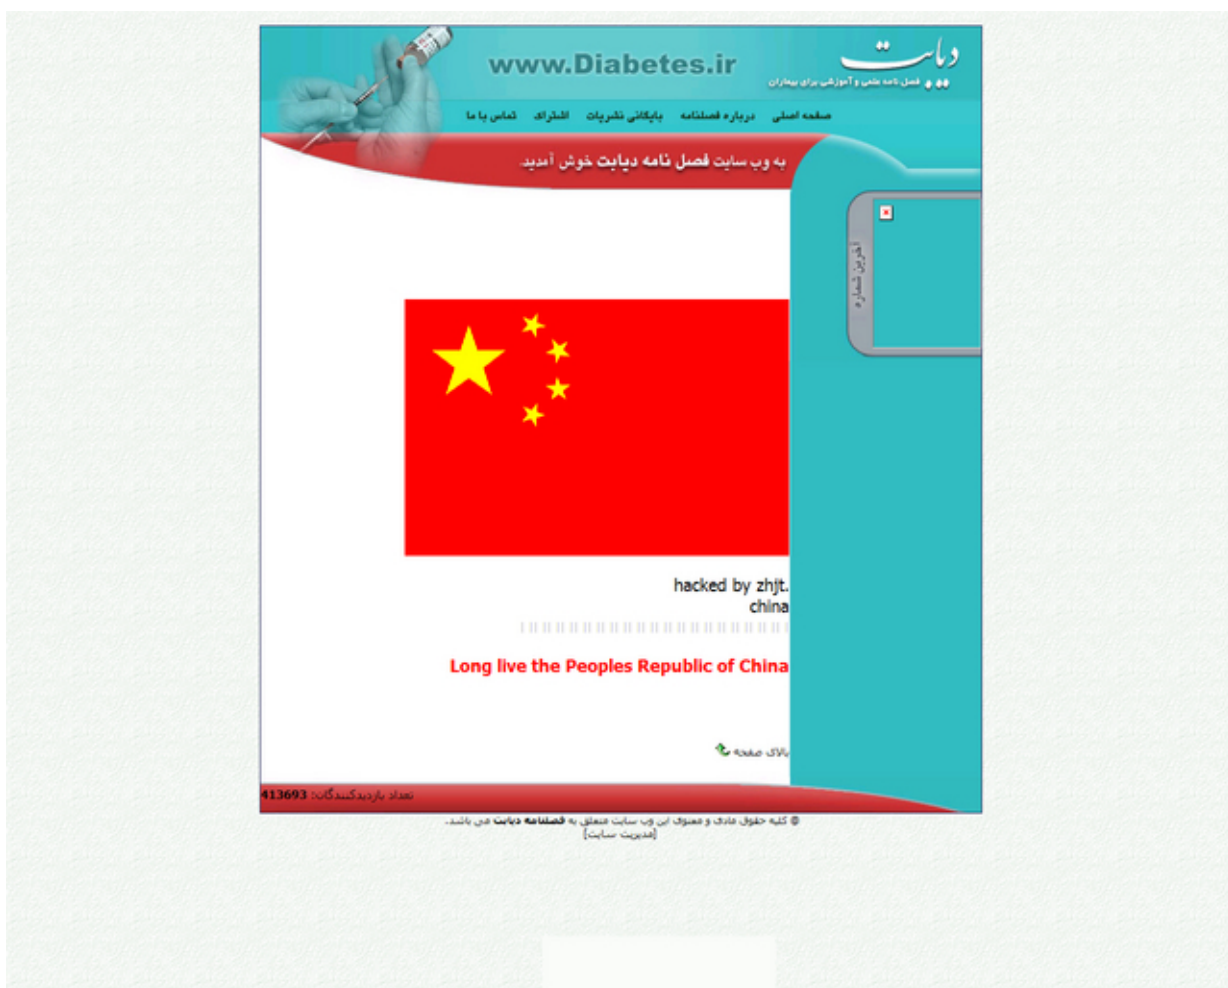 www.Diabetes.ir
دیابت
فصل نامه علمی و آموزشی برای بیماران
صفحه اصلی درباره فصلنامه بایگانی نشریات اشتراک تماس با ما
به وب سایت فصل نامه دیابت خوش آمدید.
آخرین شماره
hacked by zhjt.
china
Long live the Peoples Republic of China
بالای صفحه
تعداد بازدیدکنندگان: 413693
© کلیه حقوق مادی و معنوی این وب سایت متعلق به فصلنامه دیابت می باشد.
[مدیریت سایت]